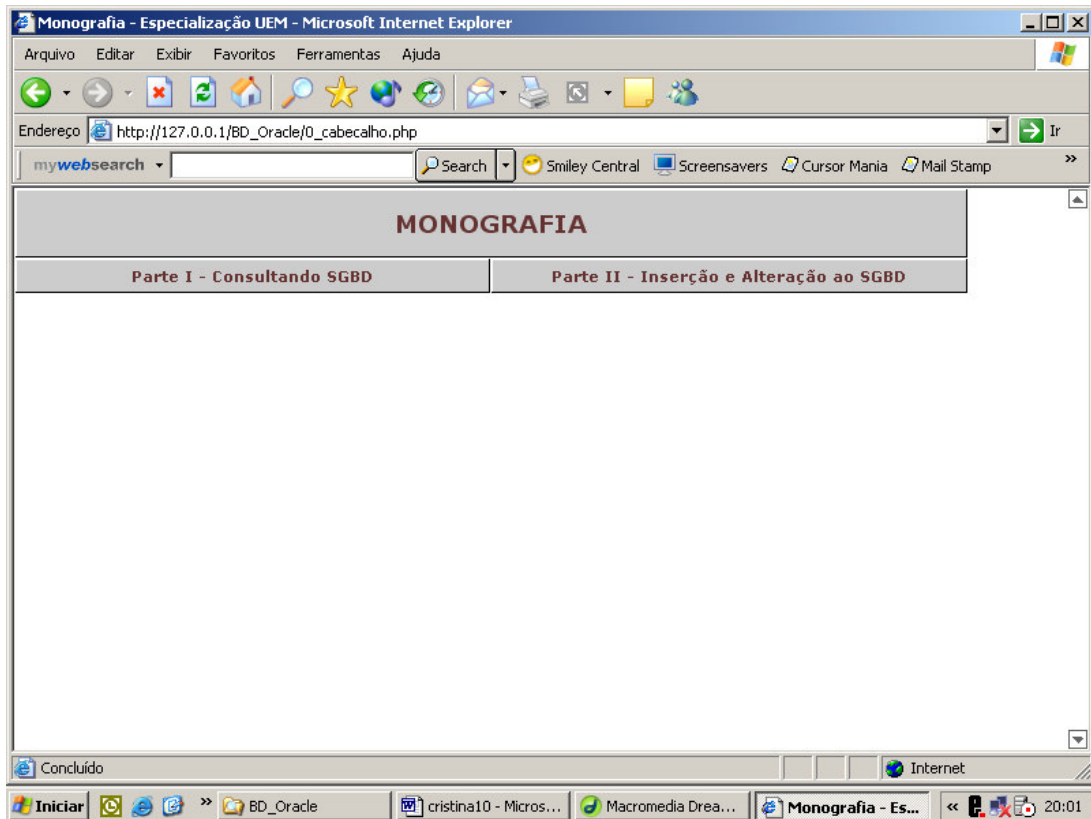 Monografia - Especialização UEM - Microsoft Internet Explorer
Arquivo Editar Exibir Favoritos Ferramentas Ajuda
Endereço http://127.0.0.1/BD_Oracle/0_cabecalho.php Ir
mywebsearch Search Smiley Central Screensavers Cursor Mania Mail Stamp »
MONOGRAFIA
Parte I - Consultando SGBD Parte II - Inserção e Alteração ao SGBD
Concluído Internet
Iniciar » BD_Oracle cristina10 - Micros... Macromedia Drea... Monografia - Es... « 20:01